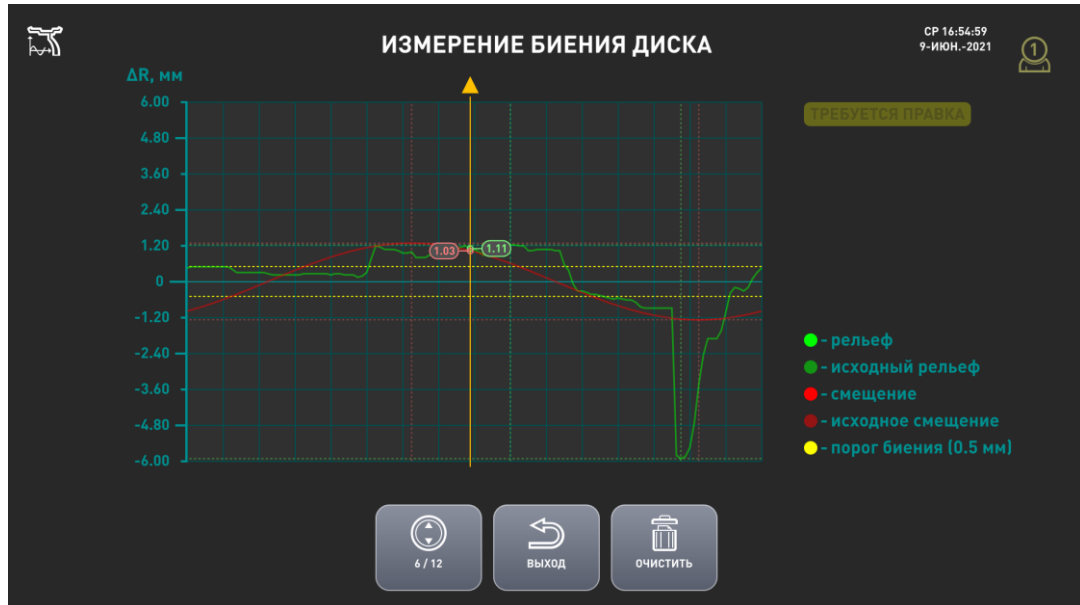 ИЗМЕРЕНИЕ БИЕНИЯ ДИСКА
СР 16:54:59
9-ИЮН.-2021
1
ΔR, мм
ТРЕБУЕТСЯ ПРАВКА
6.00
4.80
3.60
2.40
1.20
0
-1.20
-2.40
-3.60
-4.80
-6.00
1.03
1.11
- рельеф
- исходный рельеф
- смещение
- исходное смещение
- порог биения (0.5 мм)
6 / 12
ВЫХОД
ОЧИСТИТЬ